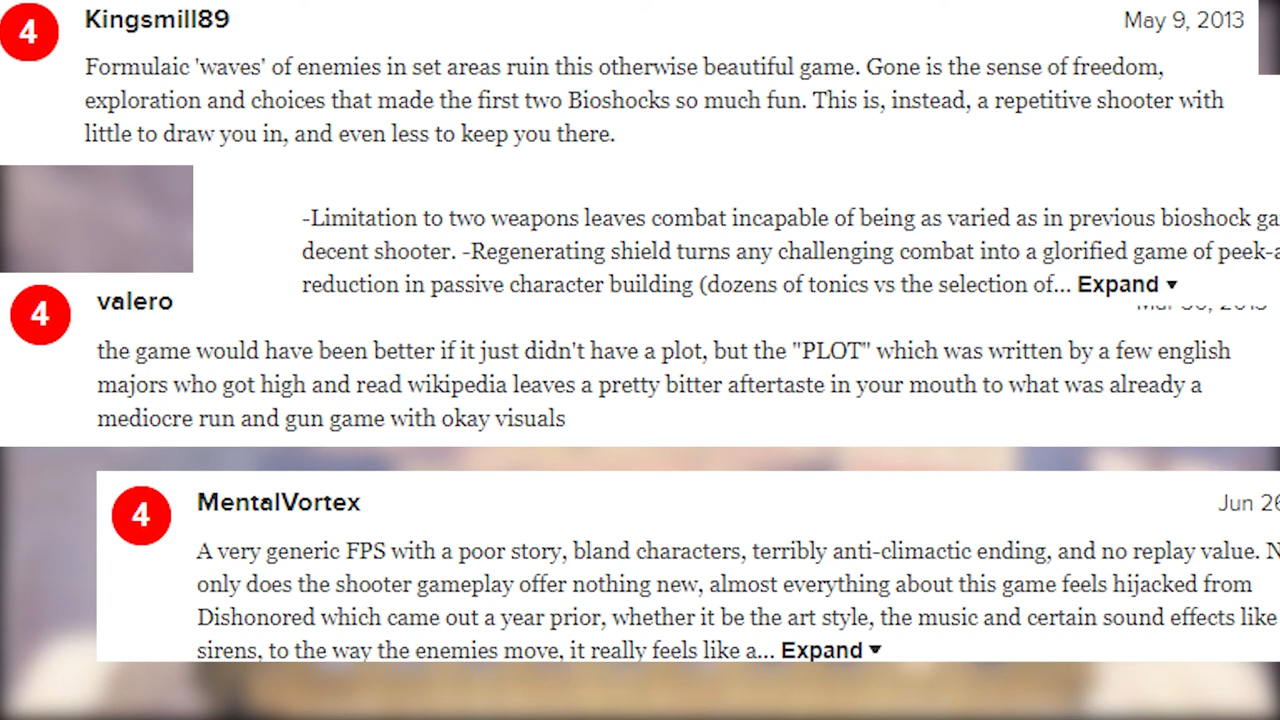 4
Kingsmill89
May 9, 2013
Formulaic 'waves' of enemies in set areas ruin this otherwise beautiful game. Gone is the sense of freedom,
exploration and choices that made the first two Bioshocks so much fun. This is, instead, a repetitive shooter with
little to draw you in, and even less to keep you there.
-Limitation to two weapons leaves combat incapable of being as varied as in previous bioshock ga
decent shooter. -Regenerating shield turns any challenging combat into a glorified game of peek-a
reduction in passive character building (dozens of tonics vs the selection of... Expand ▾
4
valero
the game would have been better if it just didn't have a plot, but the "PLOT" which was written by a few english
majors who got high and read wikipedia leaves a pretty bitter aftertaste in your mouth to what was already a
mediocre run and gun game with okay visuals
4
MentalVortex
Jun 26
A very generic FPS with a poor story, bland characters, terribly anti-climactic ending, and no replay value. N
only does the shooter gameplay offer nothing new, almost everything about this game feels hijacked from
Dishonored which came out a year prior, whether it be the art style, the music and certain sound effects like
sirens, to the way the enemies move, it really feels like a... Expand ▾